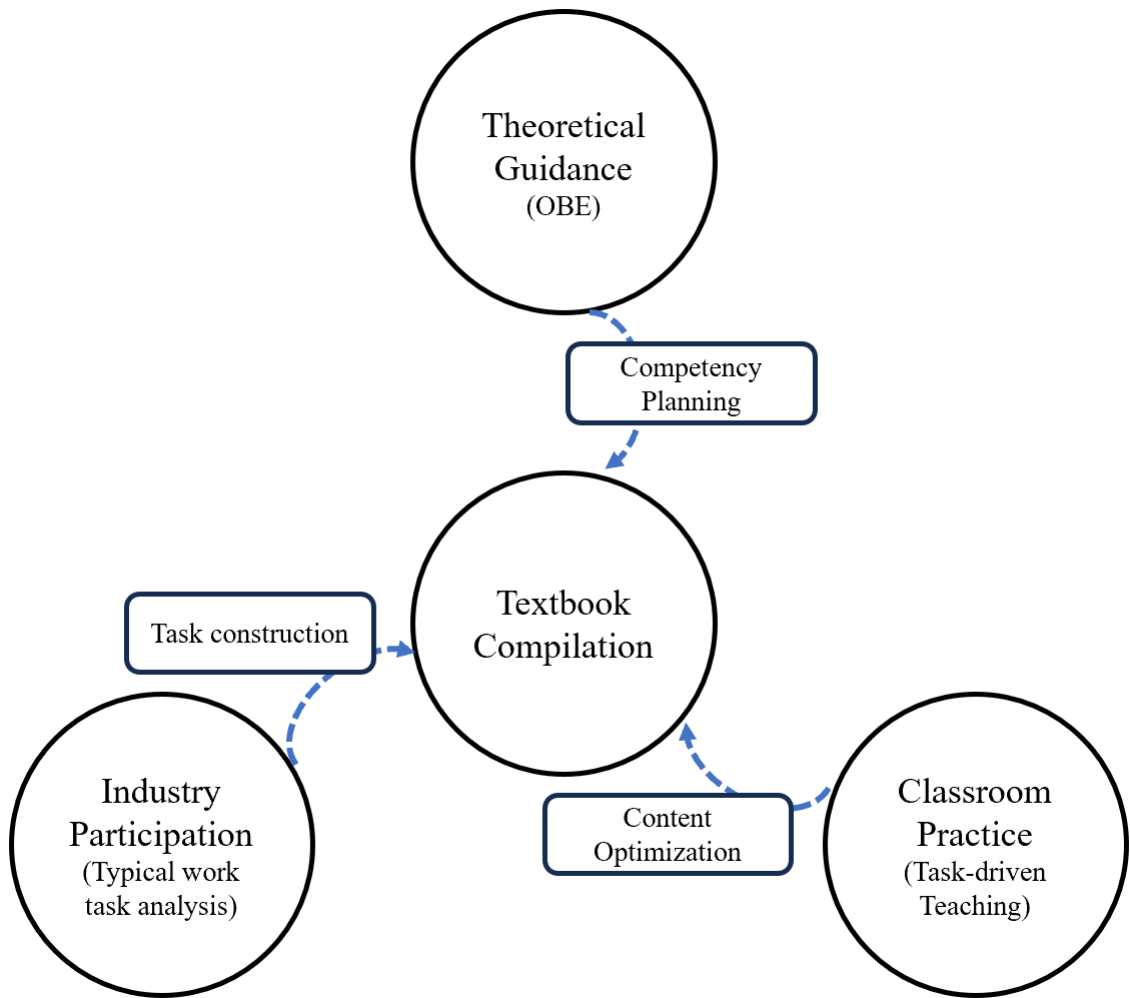 Theoretical
Guidance
(OBE)
Competency
Planning
Textbook
Compilation
Task construction
Industry
Participation
(Typical work
task analysis)
Content
Optimization
Classroom
Practice
(Task-driven
Teaching)